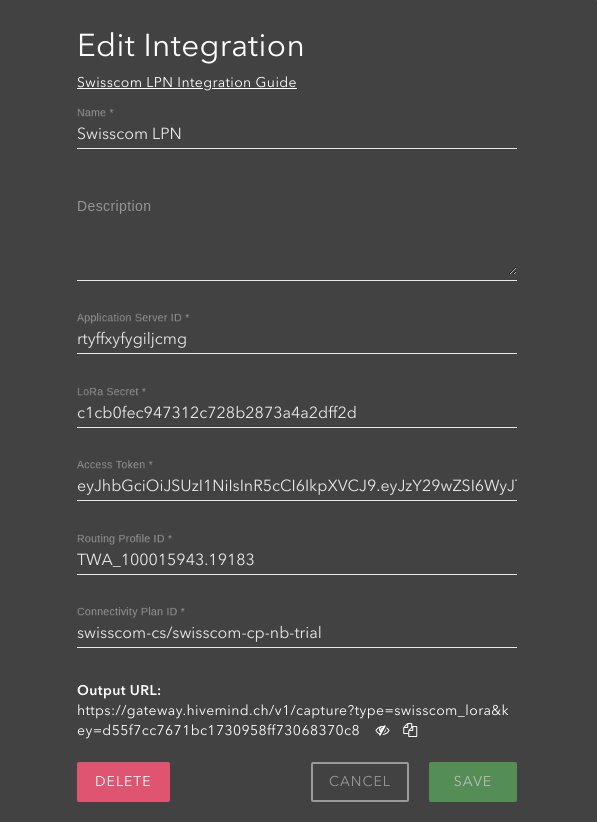 Edit Integration
Swisscom LPN Integration Guide
Name *
Swisscom LPN
Description
Application Server ID *
rtyffxyfygiljcmg
LoRa Secret *
c1cb0fec947312c728b2873a4a2dff2d
Access Token *
eyJhbGciOiJSUzI1NiIsInR5cCI6IkpXVCJ9.eyJzY29wZSI6WyJ
Routing Profile ID *
TWA_100015943.19183
Connectivity Plan ID *
swisscom-cs/swisscom-cp-nb-trial
Output URL:
https://gateway.hivemind.ch/v1/capture?type=swisscom_lora&k
ey=d55f7cc7671bc1730958ff73068370c8
DELETE CANCEL SAVE